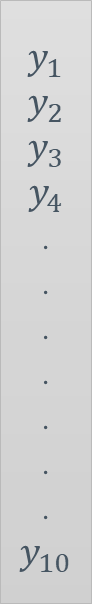 y₁
y₂
y₃
y₄
.
.
.
.
.
.
.
y₁₀